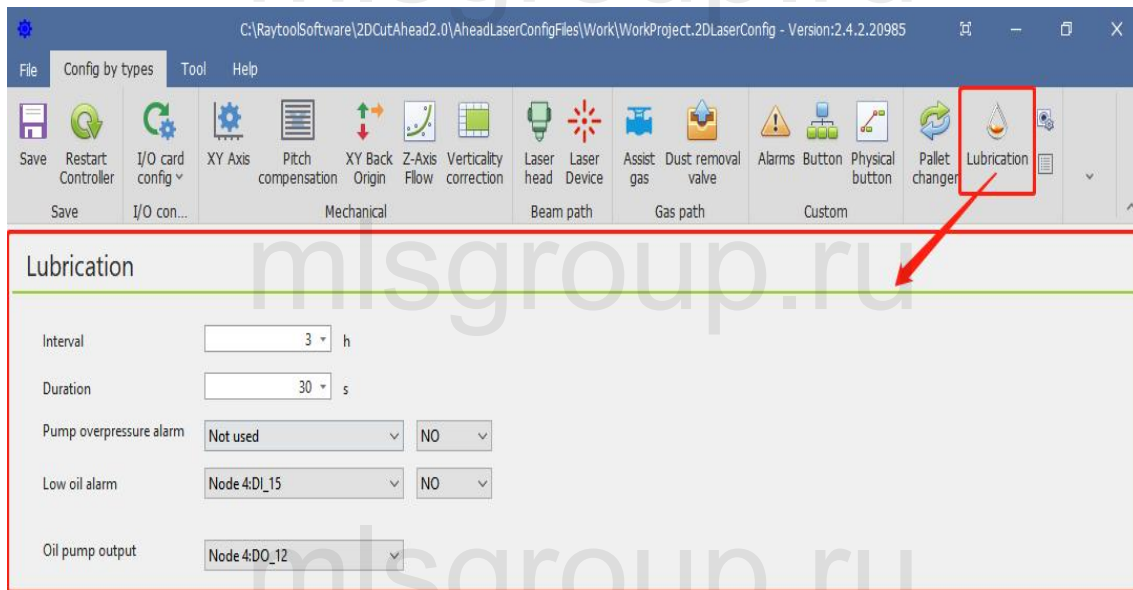 C:\RaytoolSoftware\2DCutAhead2.0\AheadLaserConfigFiles\Work\WorkProject.2DLaserConfig - Version:2.4.2.20985
File Config by types Tool Help
Save Restart Controller I/O card config XY Axis Pitch compensation XY Back Origin Z-Axis Fllow Verticality correction Laser head Laser Device Assist gas Dust removal valve Alarms Button Physical button Pallet changer Lubrication
Save I/O con... Mechanical Beam path Gas path Custom
Lubrication
mlsgroup.ru
Interval 3 h
Duration 30 s
Pump overpressure alarm Not used NO
Low oil alarm Node 4:DI_15 NO
Oil pump output Node 4:DO_12
mlsgroup.ru